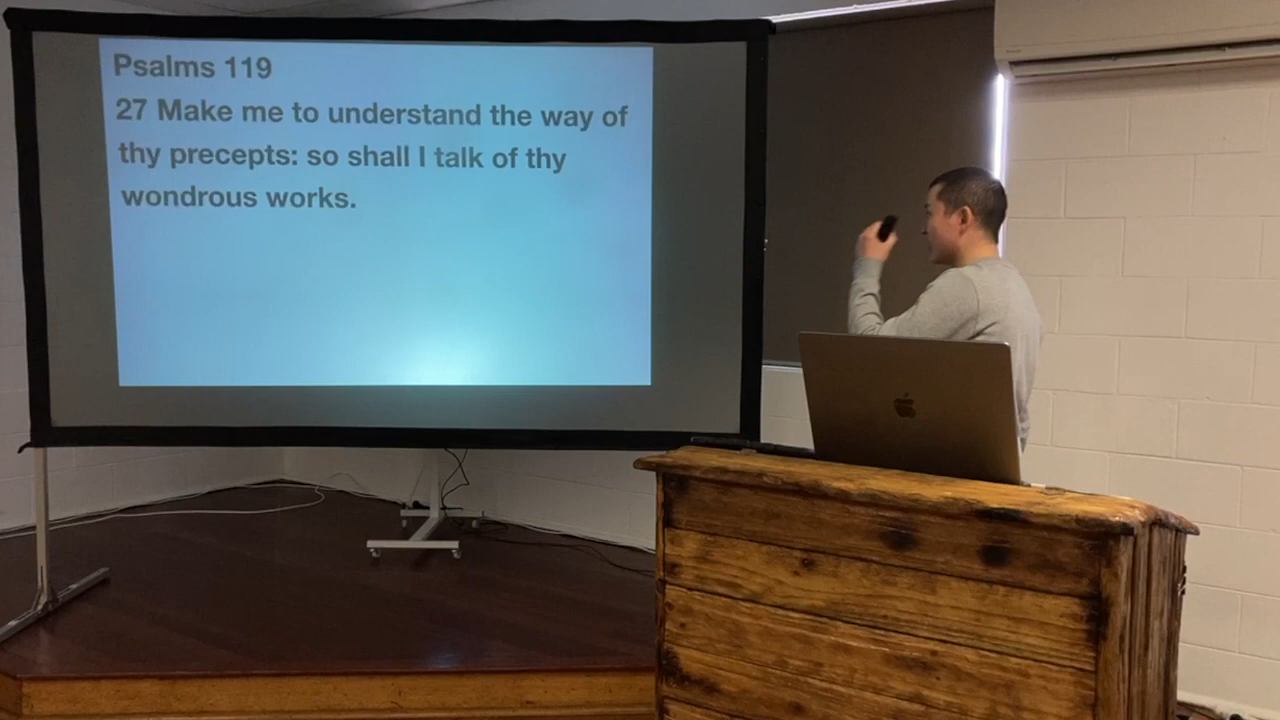 Psalms 119
27 Make me to understand the way of
thy precepts: so shall I talk of thy
wondrous works.